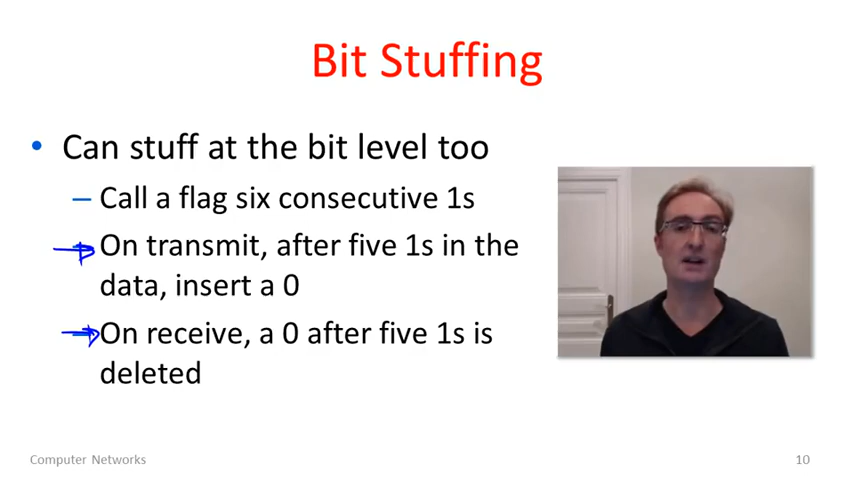 Bit Stuffing
• Can stuff at the bit level too
– Call a flag six consecutive 1s
– On transmit, after five 1s in the
data, insert a 0
– On receive, a 0 after five 1s is
deleted
Computer Networks
10